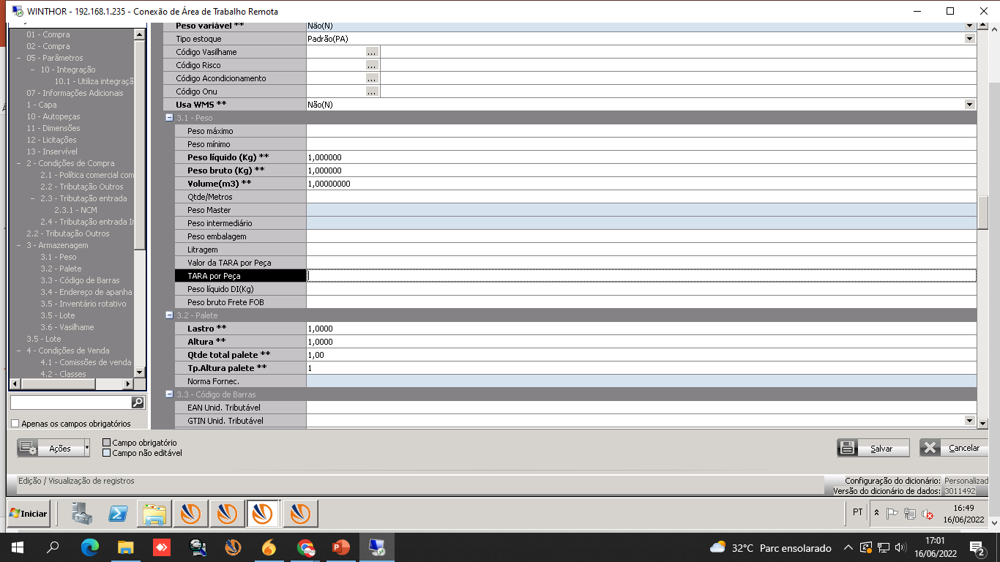 WINTHOR - 192.168.1.235 - Conexão de Área de Trabalho Remota
01 - Compra
02 - Compra
05 - Parâmetros
10 - Integração
10.1 - Utiliza integraçã
07 - Informações Adicionais
1 - Capa
10 - Autopeças
11 - Dimensões
12 - Licitações
13 - Inservível
2 - Condições de Compra
2.1 - Política comercial com
2.2 - Tributação Outros
2.3 - Tributação entrada
2.3.1 - NCM
2.4 - Tributação entrada Ir
2.2 - Tributação Outros
3 - Armazenagem
3.1 - Peso
3.2 - Palete
3.3 - Código de Barras
3.4 - Endereço de apanha
3.5 - Inventário rotativo
3.5 - Lote
3.6 - Vasilhame
3.5 - Lote
4 - Condições de Venda
4.1 - Comissões de venda
4.2 - Classes
Apenas os campos obrigatórios
Peso variável ** Não(N)
Tipo estoque Padrão(PA)
Código Vasilhame ...
Código Risco ...
Código Acondicionamento ...
Código Onu ...
Usa WMS ** Não(N)
3.1 - Peso
Peso máximo
Peso mínimo
Peso líquido (Kg) ** 1,000000
Peso bruto (Kg) ** 1,000000
Volume(m3) ** 1,00000000
Qtde/Metros
Peso Master
Peso intermediário
Peso embalagem
Litragem
Valor da TARA por Peça
TARA por Peça
Peso líquido DI(Kg)
Peso bruto Frete FOB
3.2 - Palete
Lastro ** 1,0000
Altura ** 1,0000
Qtde total palete ** 1,00
Tp.Altura palete ** 1
Norma Fornec.
3.3 - Código de Barras
EAN Unid. Tributável
GTIN Unid. Tributável
Ações
Campo obrigatório
Campo não editável
Salvar
Cancelar
Edição / Visualização de registros
Configuração do dicionário: Personalizad
Versão do dicionário de dados: 3011492
Iniciar
PT
16:49
16/06/2022
32°C Parc ensolarado
17:01
16/06/2022
2